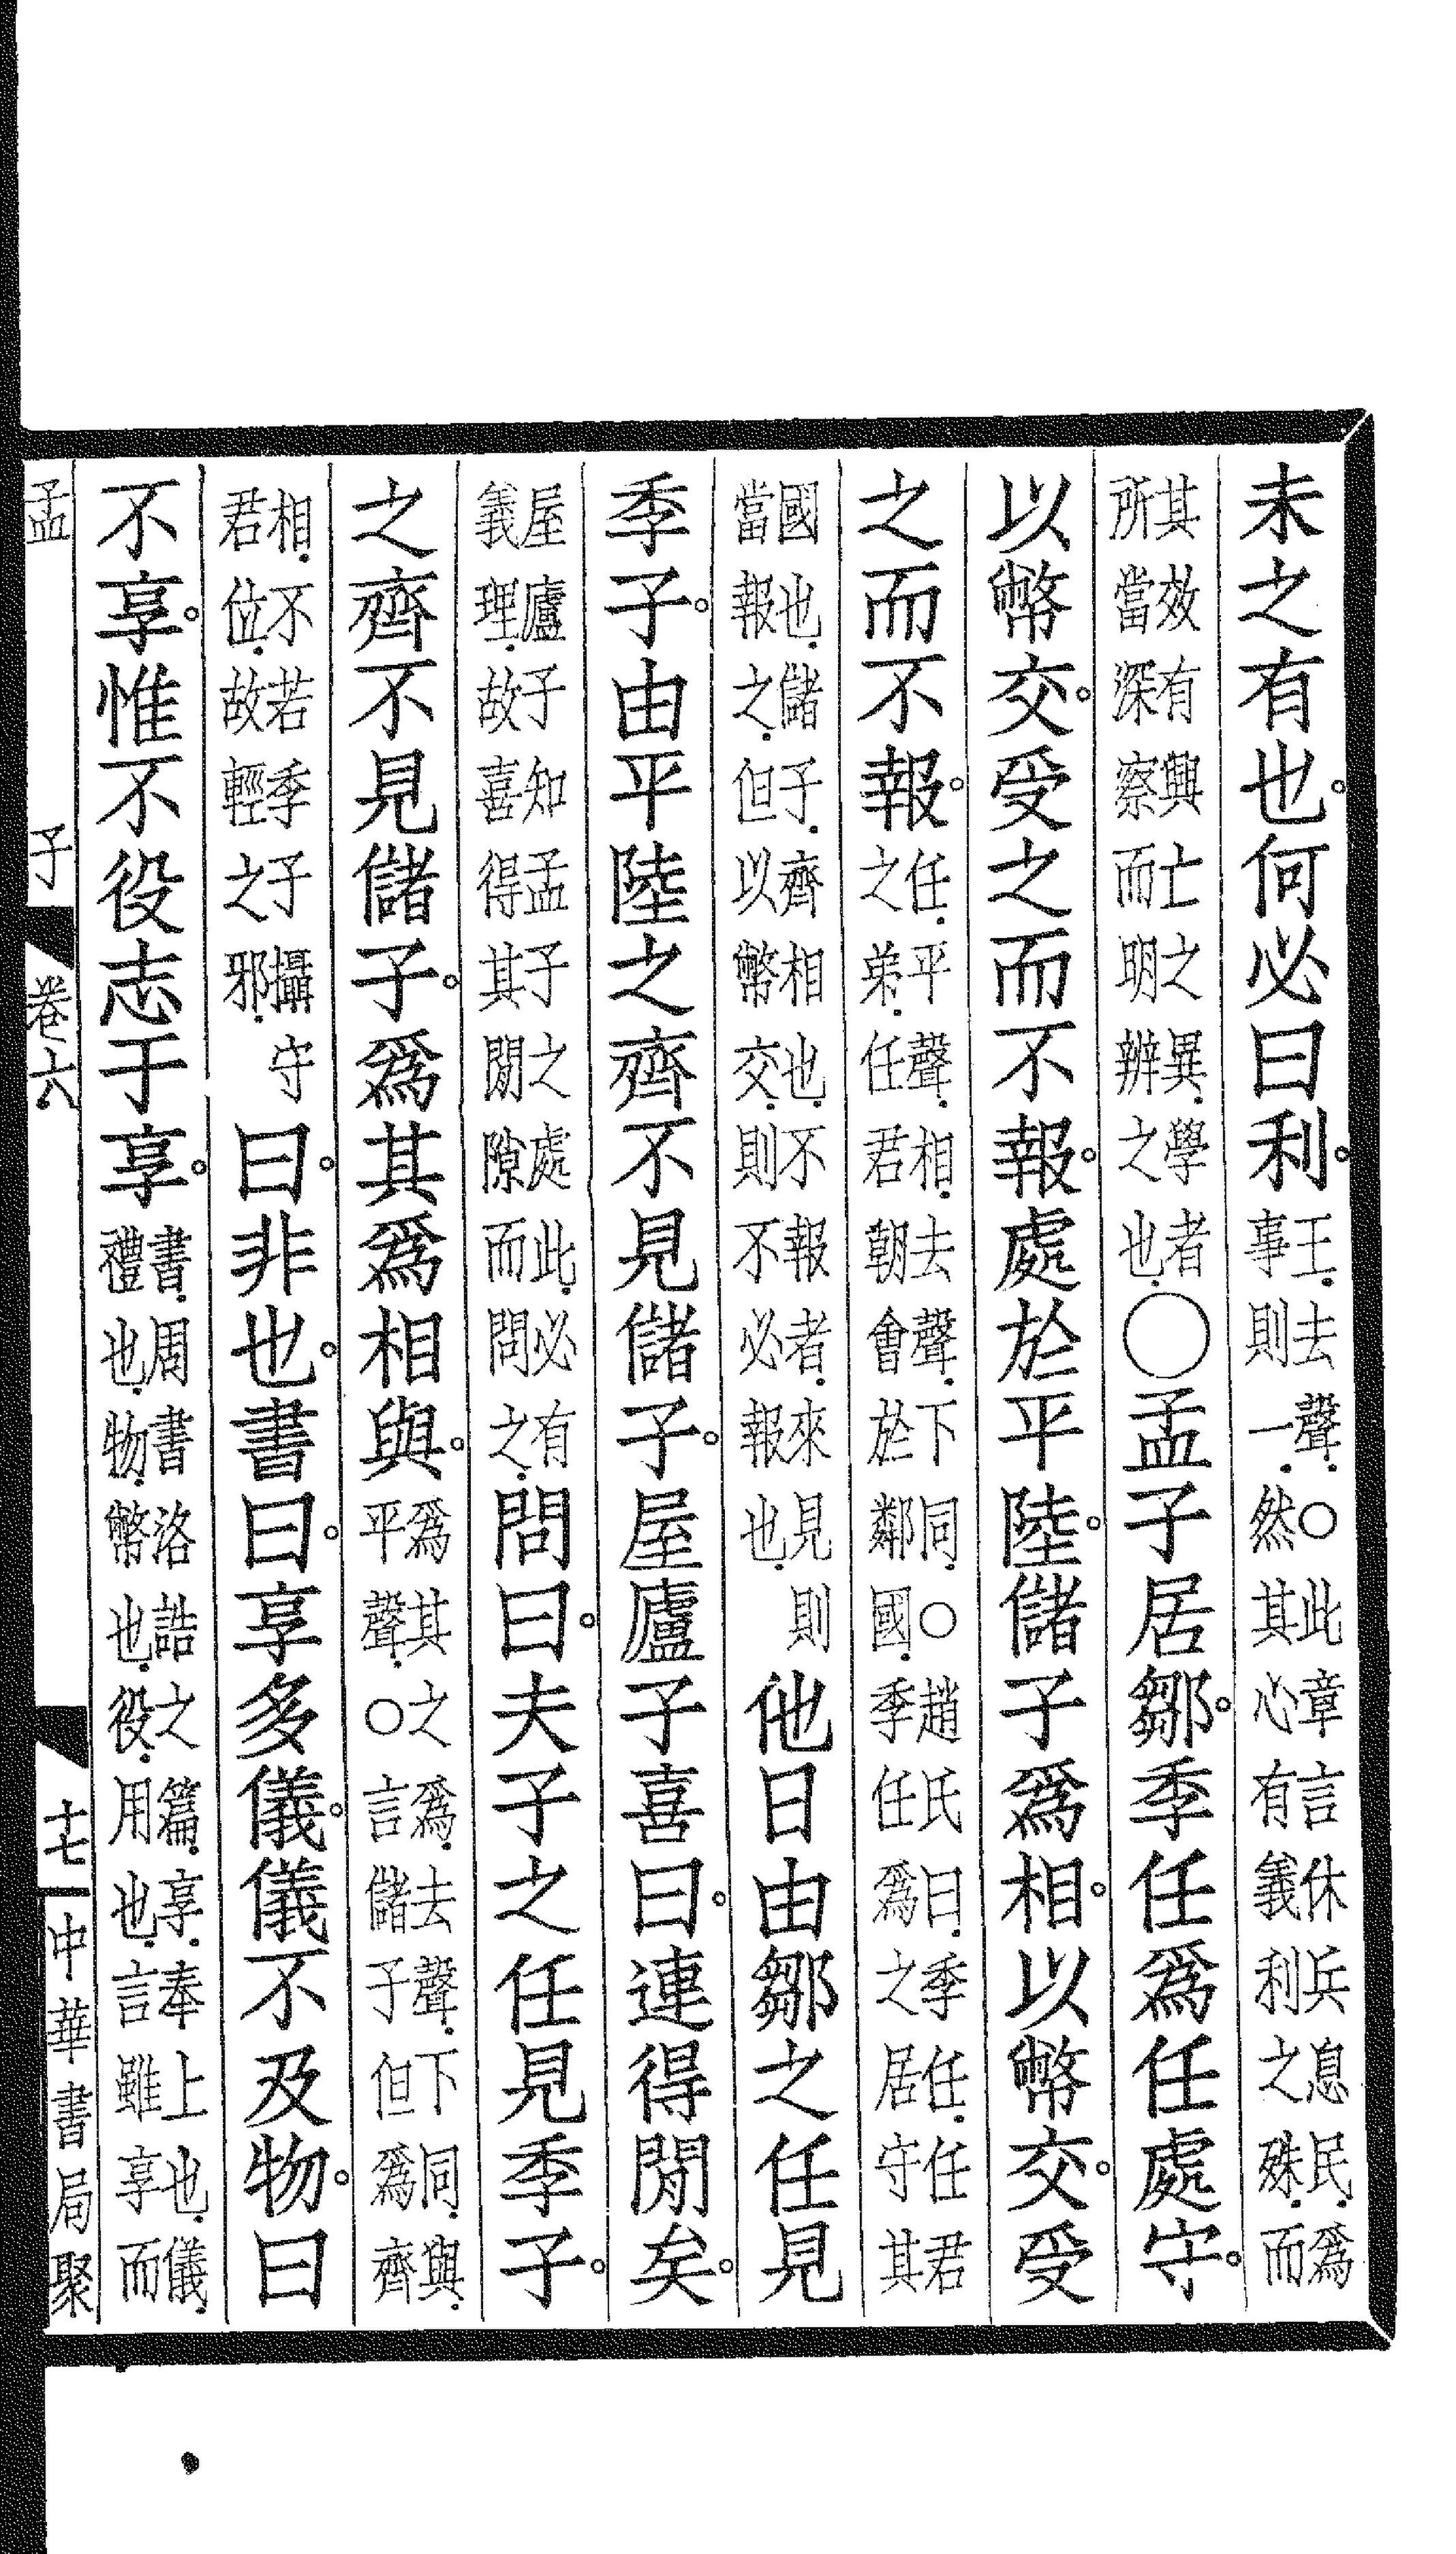 未之有也。何必曰利。王.去聲.○此章言休兵息民.爲事則一.然其心有義利之殊.而
其效有興亡之異.學者所當深察而明辨之也.○孟子居鄒。季任爲任處守。
以幣交。受之而不報。處於平陸。儲子爲相。以幣交。受
之而不報。任.平聲.相.去聲.下同.○趙氏曰.季任.任君之弟.任君朝會於鄰國.季任爲之居守其
國也.儲子.齊相也.不報者.來見則當報之.但以幣交.則不必報也.他日由鄒之任見
季子。由平陸之齊不見儲子。屋廬子喜曰。連得閒矣。
屋廬子知孟子之處此.必有義理.故喜得其閒隙而問之.問曰。夫子之任見季子。
之齊不見儲子。爲其爲相與。爲其之爲.去聲.下同.與.平聲.○言儲子但爲齊
相.不若季子攝守君位.故輕之邪.曰。非也。書曰。享多儀。儀不及物。曰
不享。惟不役志于享。書.周書洛誥之篇.享.奉上也.儀.禮也.物.幣也.役.用也.言雖享而
孟子 卷六 十七 中華書局聚